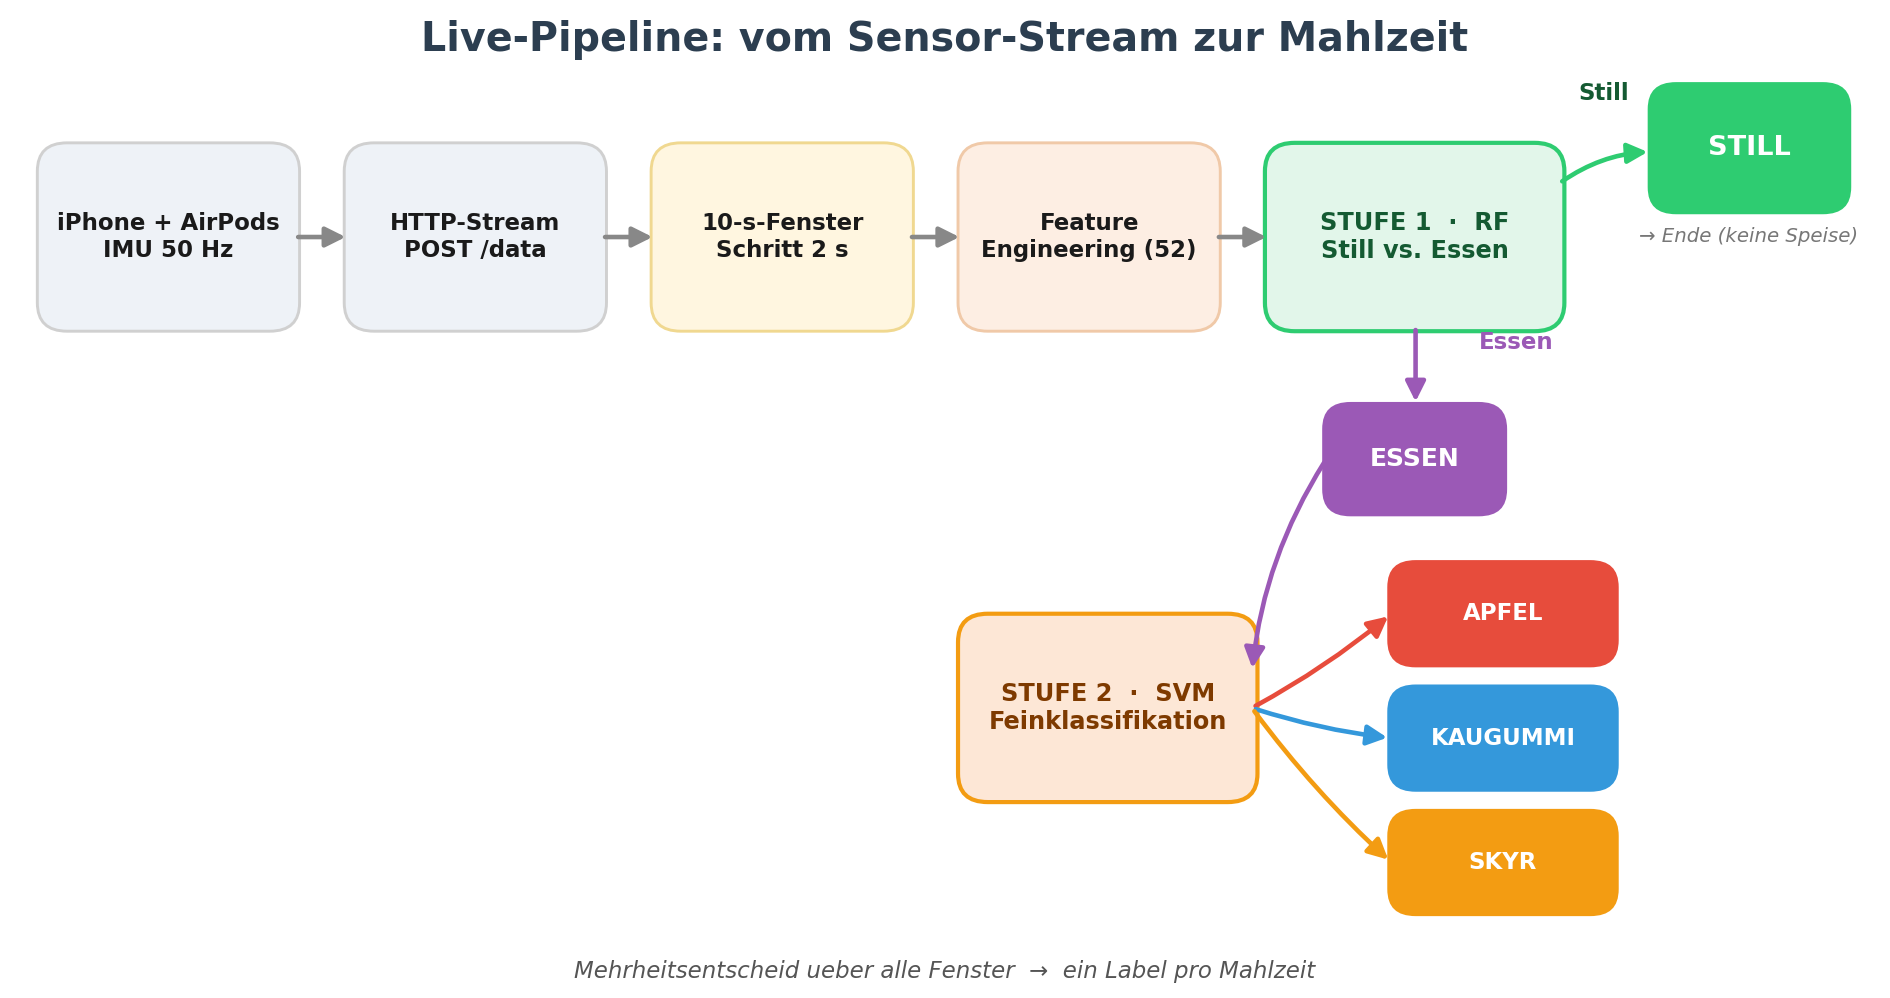 Live-Pipeline: vom Sensor-Stream zur Mahlzeit
iPhone + AirPods
IMU 50 Hz
HTTP-Stream
POST /data
10-s-Fenster
Schritt 2 s
Feature
Engineering (52)
STUFE 1 · RF
Still vs. Essen
Still
STILL
→ Ende (keine Speise)
Essen
ESSEN
STUFE 2 · SVM
Feinklassifikation
APFEL
KAUGUMMI
SKYR
Mehrheitsentscheid ueber alle Fenster → ein Label pro Mahlzeit